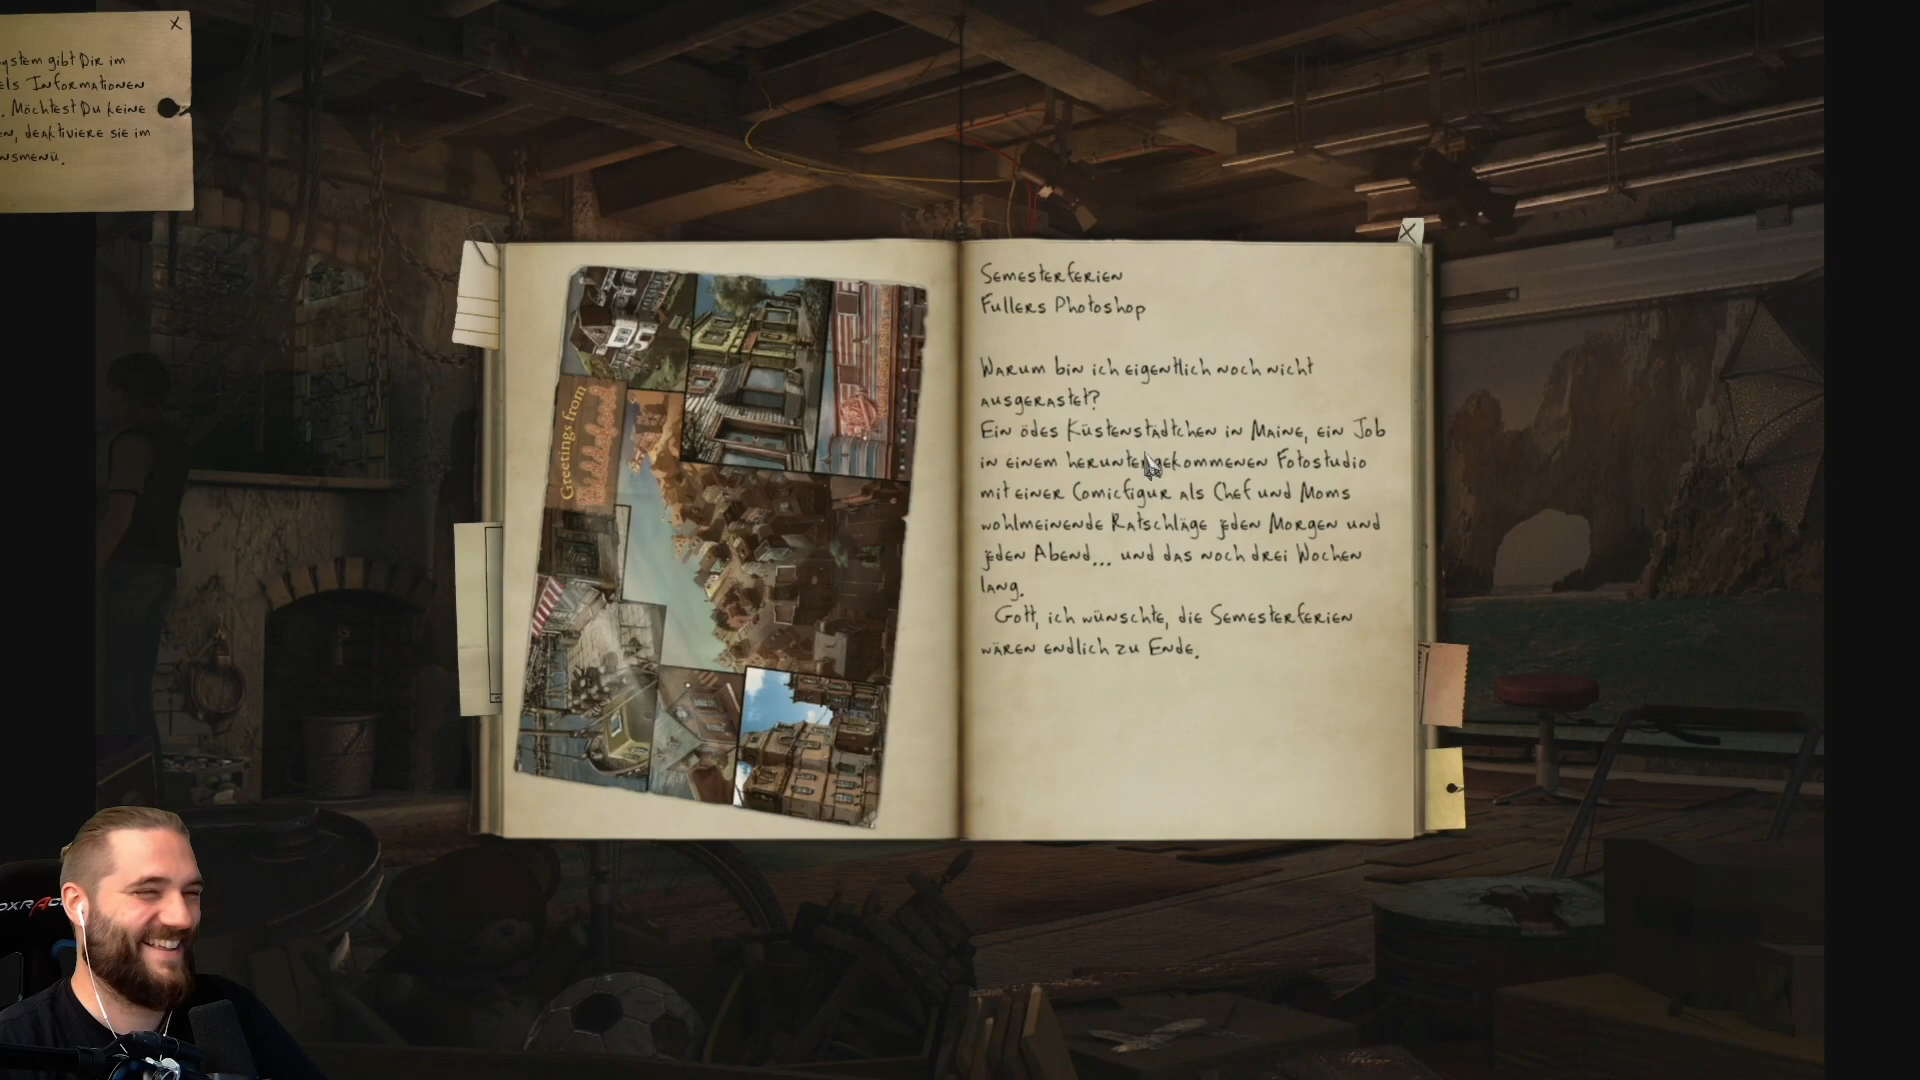 ystem gibt Dir im
els Informationen
. Möchtest Du keine
en, deaktiviere sie im
nsmenü.
Greetings from
Semesterferien
Fullers Photoshop
Warum bin ich eigentlich noch nicht
ausgerastet?
Ein ödes Küstenstädtchen in Maine, ein Job
in einem heruntergekommenen Fotostudio
mit einer Comicfigur als Chef und Moms
wohlmeinende Ratschläge jeden Morgen und
jeden Abend... und das noch drei Wochen
lang.
Gott, ich wünschte, die Semesterferien
wären endlich zu Ende.